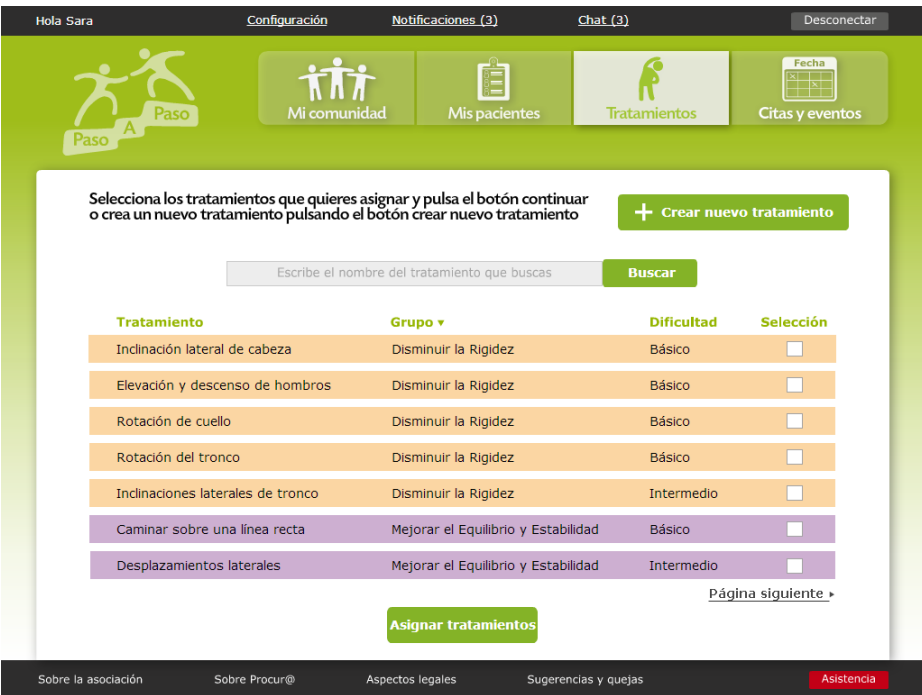 Hola Sara Configuración Notificaciones (3) Chat (3) Desconectar
Paso A Paso
Mi comunidad Mis pacientes Tratamientos Fecha Citas y eventos
Selecciona los tratamientos que quieres asignar y pulsa el botón continuar
o crea un nuevo tratamiento pulsando el botón crear nuevo tratamiento
+ Crear nuevo tratamiento
Escribe el nombre del tratamiento que buscas Buscar
Tratamiento Grupo ▾ Dificultad Selección
Inclinación lateral de cabeza Disminuir la Rigidez Básico
Elevación y descenso de hombros Disminuir la Rigidez Básico
Rotación de cuello Disminuir la Rigidez Básico
Rotación del tronco Disminuir la Rigidez Básico
Inclinaciones laterales de tronco Disminuir la Rigidez Intermedio
Caminar sobre una línea recta Mejorar el Equilibrio y Estabilidad Básico
Desplazamientos laterales Mejorar el Equilibrio y Estabilidad Intermedio
Página siguiente ▸
Asignar tratamientos
Sobre la asociación Sobre Procur@ Aspectos legales Sugerencias y quejas Asistencia